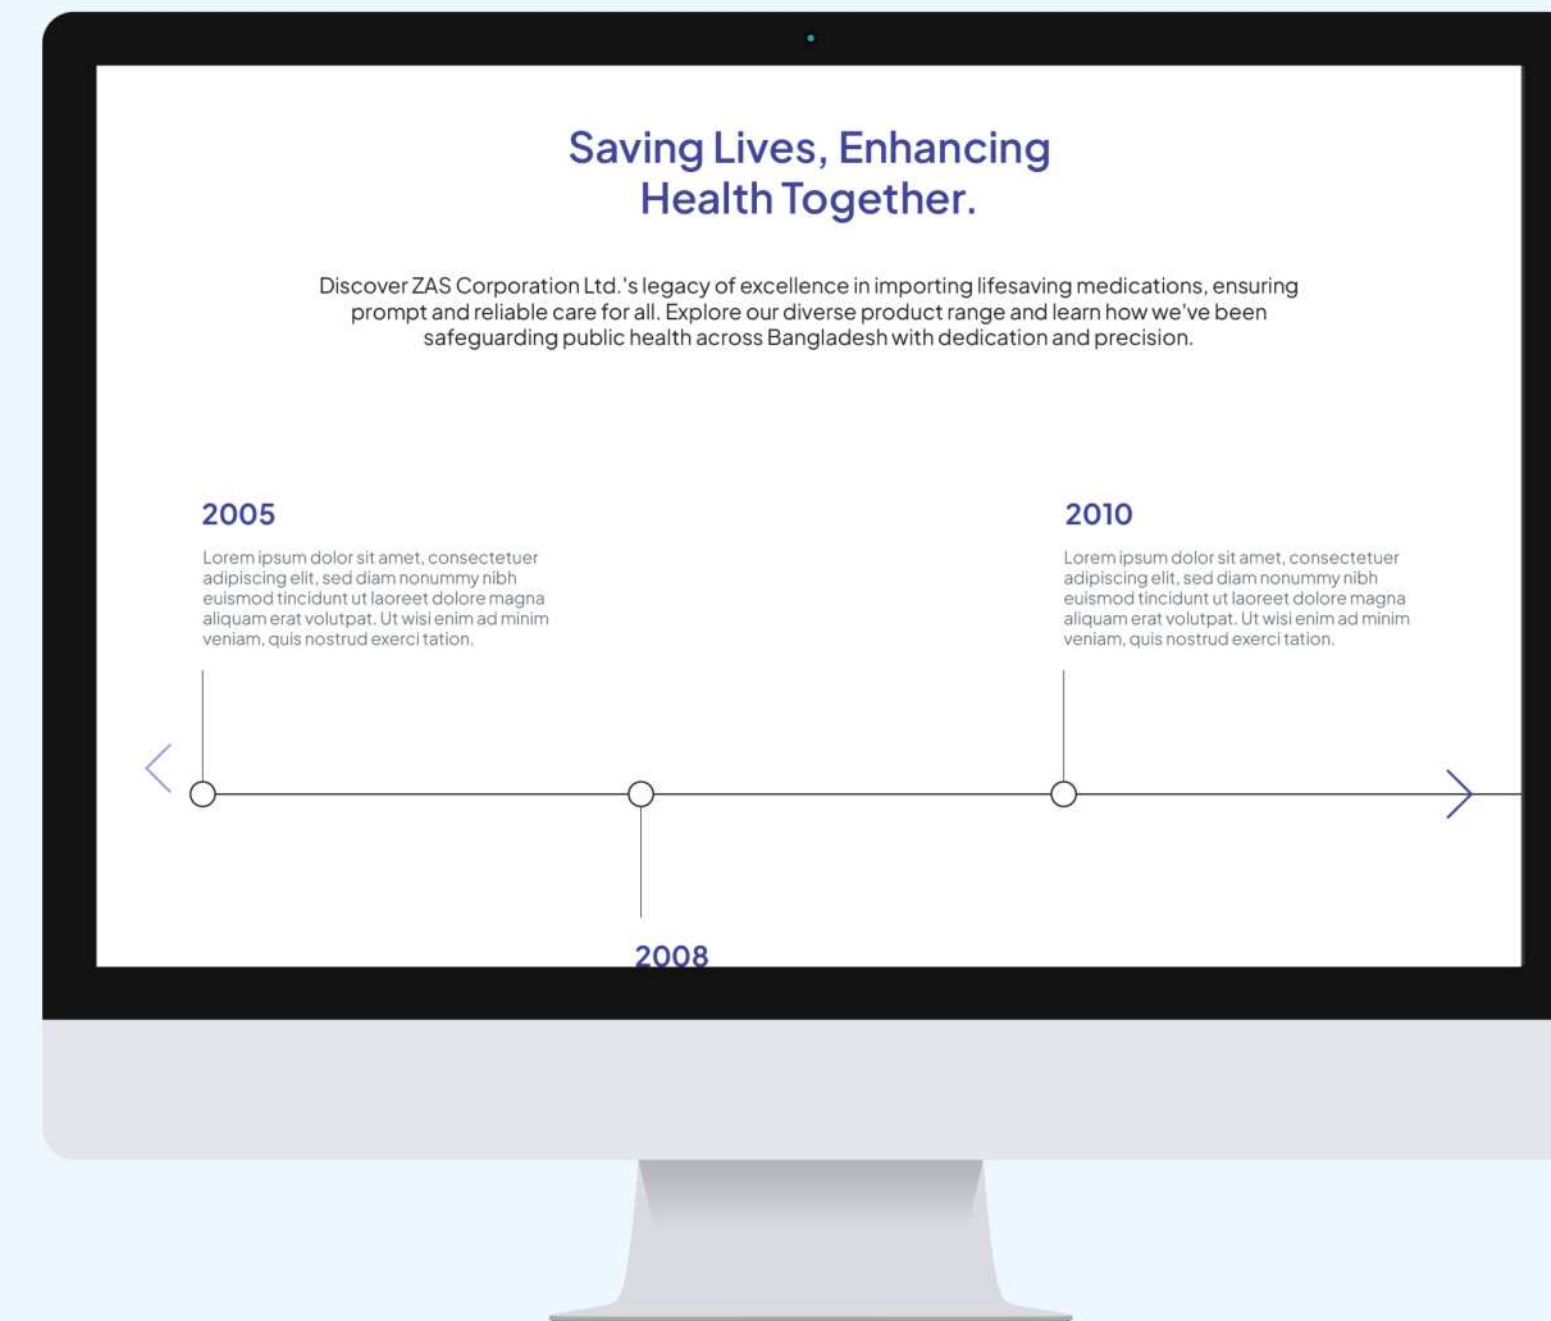 Saving Lives, Enhancing
Health Together.
Discover ZAS Corporation Ltd.'s legacy of excellence in importing lifesaving medications, ensuring
prompt and reliable care for all. Explore our diverse product range and learn how we've been
safeguarding public health across Bangladesh with dedication and precision.
2005
Lorem ipsum dolor sit amet, consectetuer
adipiscing elit, sed diam nonummy nibh
euismod tincidunt ut laoreet dolore magna
aliquam erat volutpat. Ut wisi enim ad minim
veniam, quis nostrud exerci tation.
2010
Lorem ipsum dolor sit amet, consectetuer
adipiscing elit, sed diam nonummy nibh
euismod tincidunt ut laoreet dolore magna
aliquam erat volutpat. Ut wisi enim ad minim
veniam, quis nostrud exerci tation.
2008